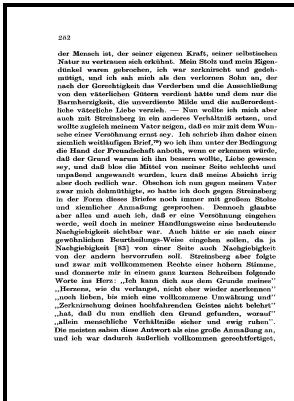 252
der Mensch ist, der seiner eigenen Kraft, seiner selbstischen
Natur zu vertrauen sich erkühnt. Mein Stolz und mein Eigen-
dünkel waren gebrochen, ich war zerknirscht und gedeh-
mütigt, und ich sah mich als den verlornen Sohn an, der
nach der Gerechtigkeit das Verderben und die Ausschließung
von den väterlichen Gütern verdient hätte und dem nur die
Barmherzigkeit, die unverdiente Milde und die außerordent-
liche väterliche Liebe verzieh. — Nun wollte ich mich aber
auch mit Streinsberg in ein anderes Verhältniß setzen, und
wollte zugleich meinem Vater zeigen, daß es mir mit dem Wun-
sche einer Versöhnung ernst sey. Ich schrieb ihm daher einen
ziemlich weitläufigen Brief,⁷⁹) wo ich ihm unter der Bedingung
die Hand der Freundschaft anboth, wenn er erkennen würde,
daß der Grund warum ich ihn bessern wollte, Liebe gewesen
sey, und daß blos die Mittel von meiner Seite schlecht und
unpaßend angewandt wurken, kurz daß meine Absicht irrig
aber doch redlich war. Obschon ich nun gegen meinen Vater
zwar mich dehmüthigte, so hatte ich doch gegen Streinsberg
in der Form dieses Briefes noch immer mit großem Stolze
und ziemlicher Anmaßung gesprochen. Dennoch glaubte
aber alles und auch ich, daß er eine Versöhnung eingehen
werde, weil doch in meiner Handlungsweise eine bedeutende
Nachgiebigkeit sichtbar war. Auch hätte er sie nach einer
gewöhnlichen Beurtheilungs-Weise eingehen sollen, da ja
Nachgiebigkeit [83] von einer Seite auch Nachgiebigkeit
von der andern hervorrufen soll. Streinsberg aber folgte
und zwar mit vollkommenem Rechte einer höhern Stimme,
und donnerte mir in einem ganz kurzen Schreiben folgende
Worte ins Herz: „Ich kann dich aus dem Grunde meines"
„Herzens, wie du verlangst, nicht eher wieder anerkennen"
„noch lieben, bis mich eine vollkommene Umwälzung und"
„Zerknirschung deines hochfahrenden Geistes nicht belehrt"
„hat, daß du nun endlich den Grund gefunden, worauf"
„allein menschliche Verhältniße sicher und ewig ruhen".
Die meisten sahen diese Antwort als eine große Anmaßung an,
und ich war dadurch äußerlich vollkommen gerechtfertiget,